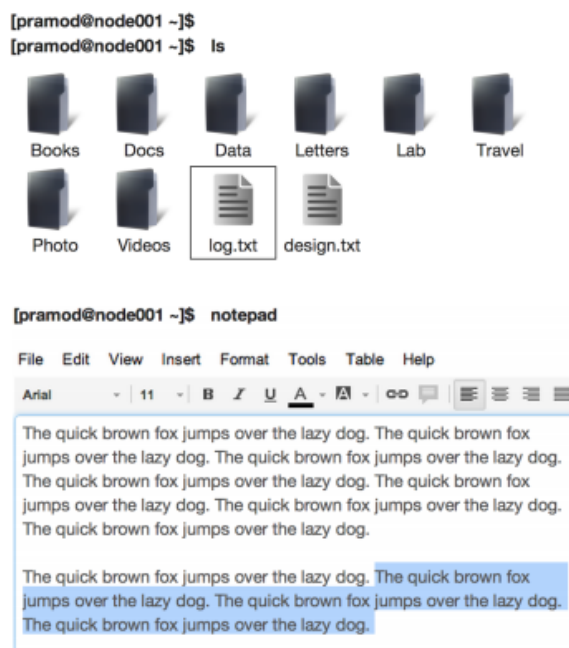 [pramod@node001 ~]$
[pramod@node001 ~]$ ls
Books Docs Data Letters Lab Travel
Photo Videos log.txt design.txt
[pramod@node001 ~]$ notepad
File Edit View Insert Format Tools Table Help
Arial 11 B I U A A
The quick brown fox jumps over the lazy dog. The quick brown fox
jumps over the lazy dog. The quick brown fox jumps over the lazy dog.
The quick brown fox jumps over the lazy dog. The quick brown fox
jumps over the lazy dog. The quick brown fox jumps over the lazy dog.
The quick brown fox jumps over the lazy dog.
The quick brown fox jumps over the lazy dog. The quick brown fox
jumps over the lazy dog. The quick brown fox jumps over the lazy dog.
The quick brown fox jumps over the lazy dog.